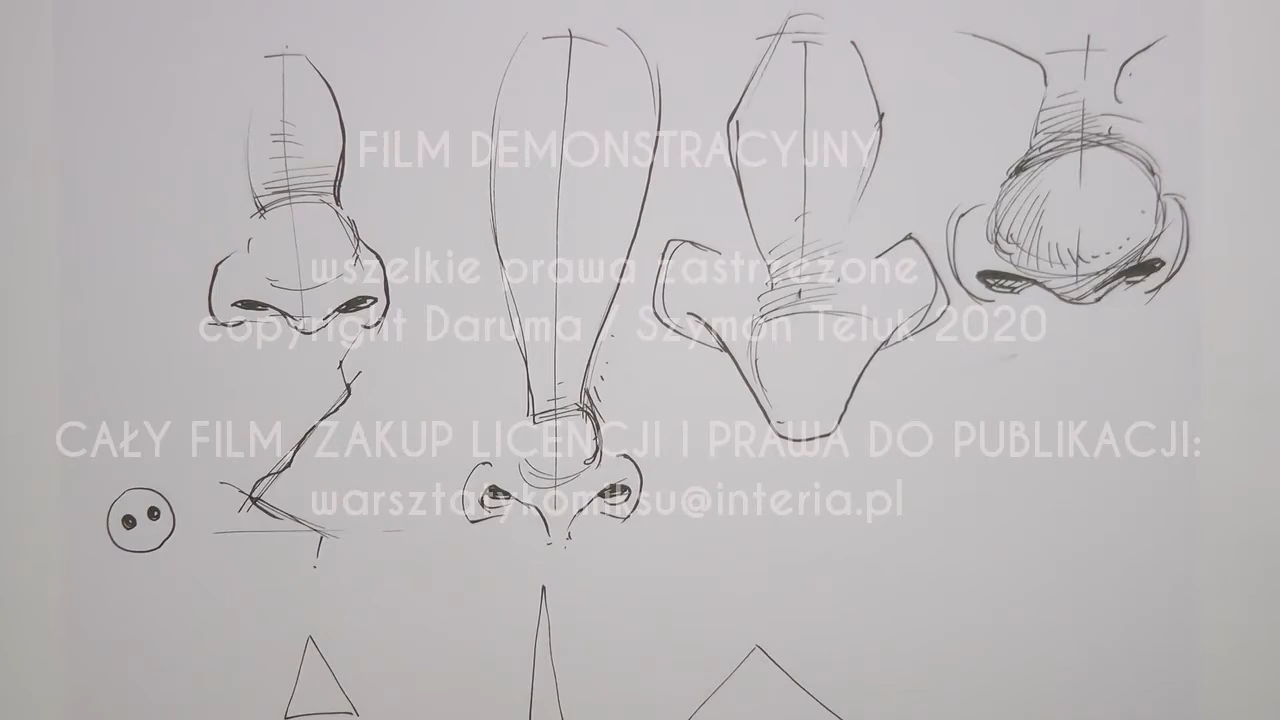 FILM DEMONSTRACYJNY
wszelkie prawa zastrzeżone
copyright Daruma / Szymon Teluk 2020
CAŁY FILM, ZAKUP LICENCJI I PRAWA DO PUBLIKACJI:
warsztatykomiksu@interia.pl